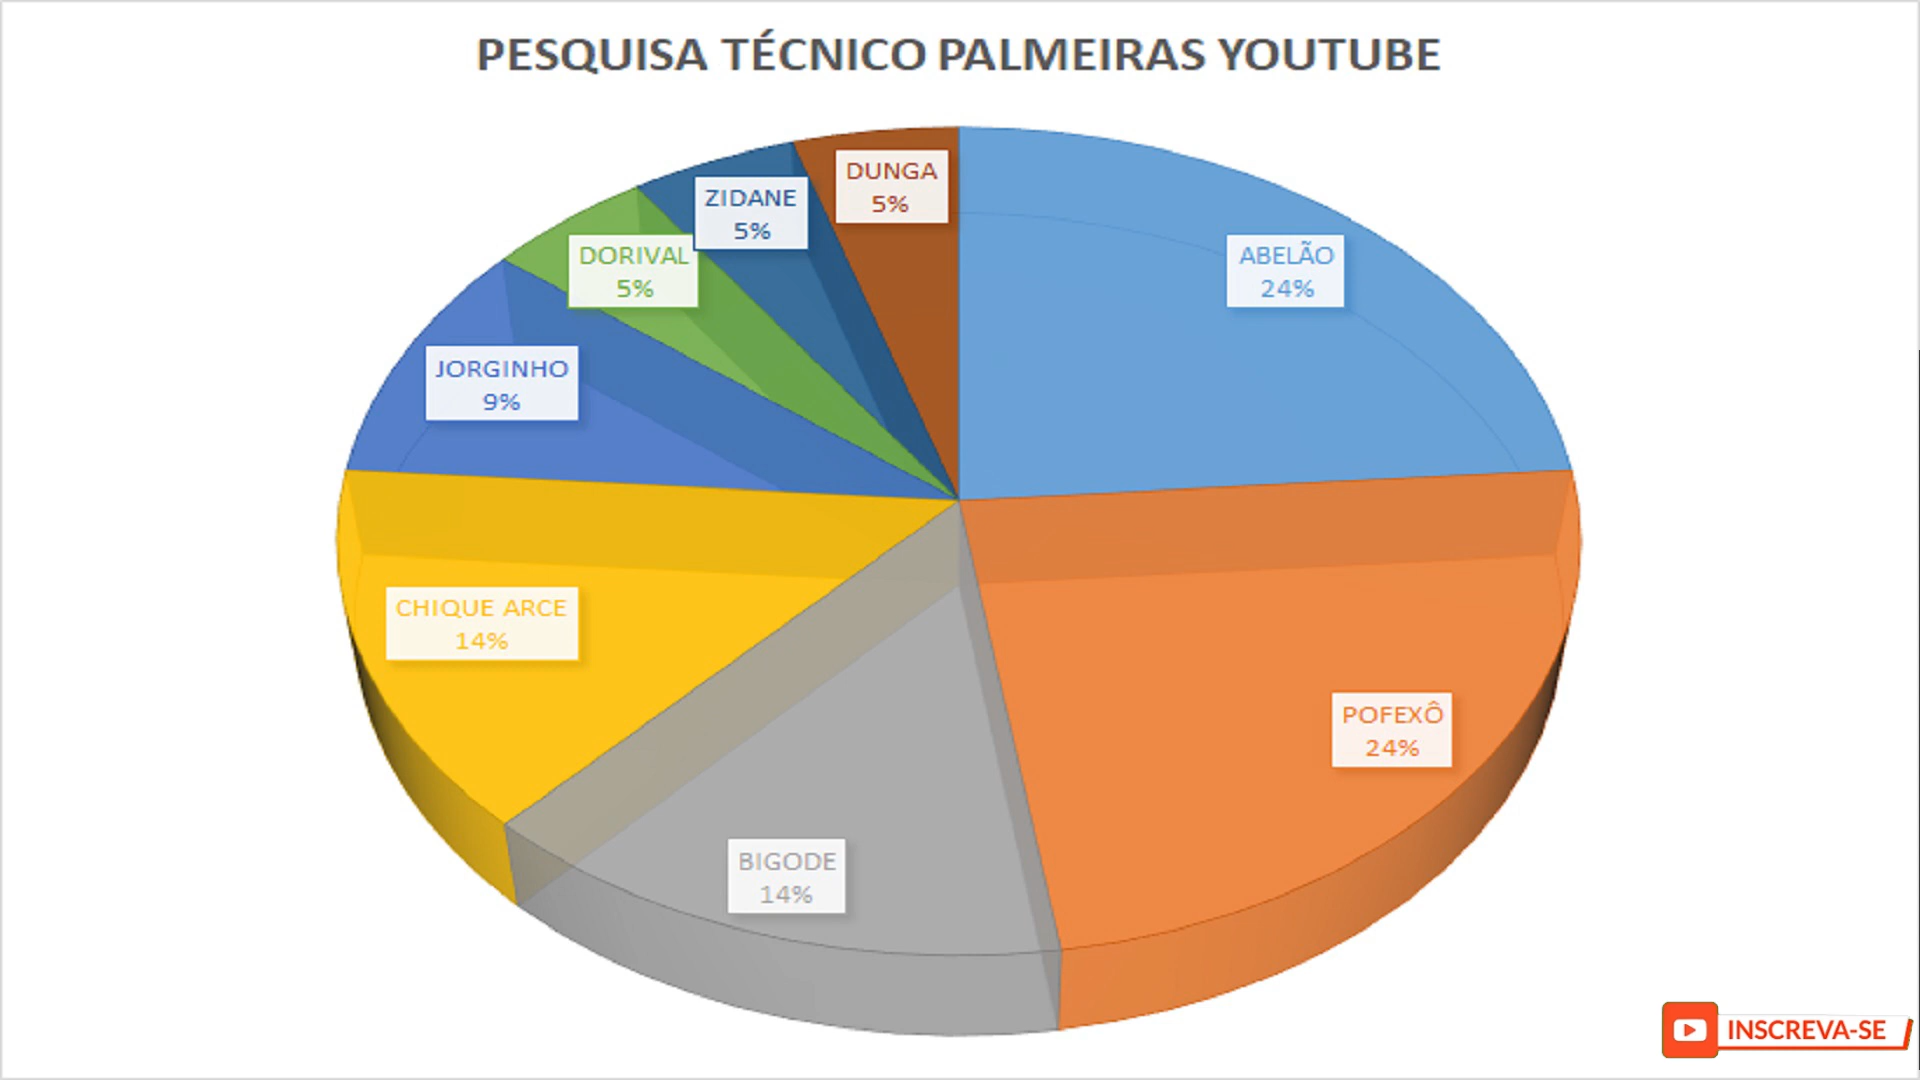 PESQUISA TÉCNICO PALMEIRAS YOUTUBE
DUNGA
5%
ZIDANE
5%
DORIVAL
5%
ABELÃO
24%
JORGINHO
9%
CHIQUE ARCE
14%
POFEXÔ
24%
BIGODE
14%
INSCREVA-SE